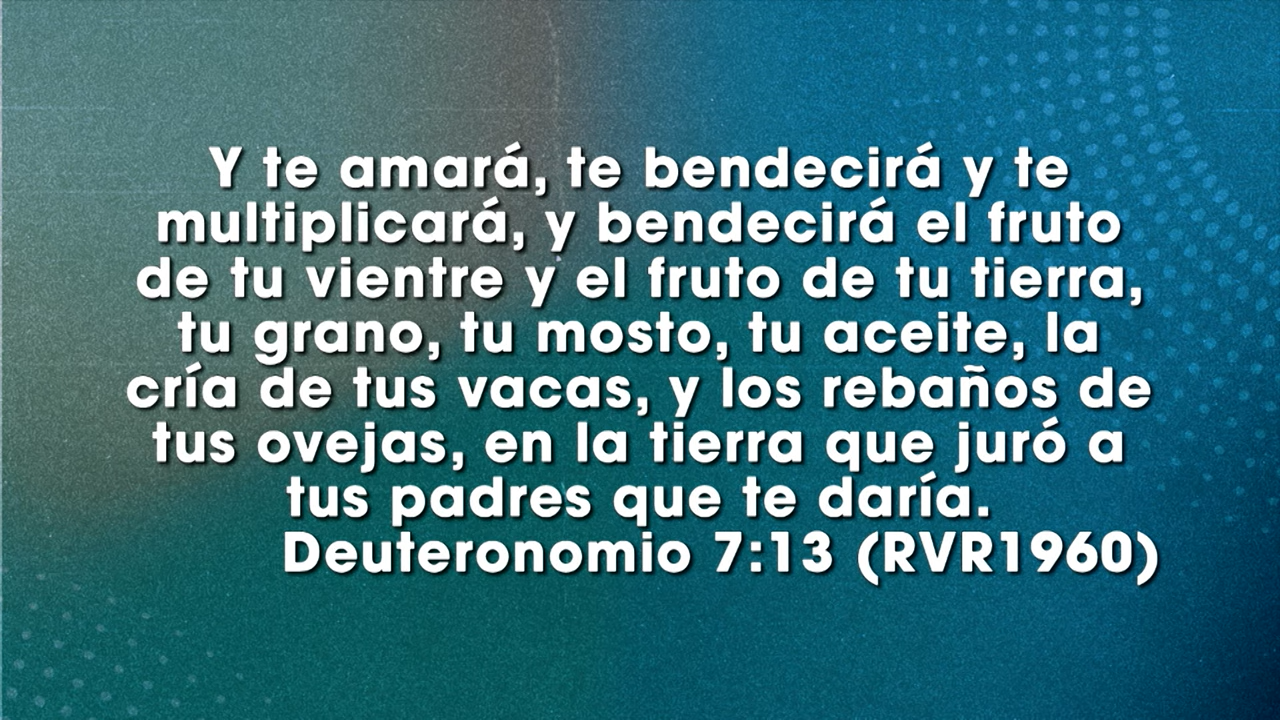 Y te amará, te bendecirá y te
multiplicará, y bendecirá el fruto
de tu vientre y el fruto de tu tierra,
tu grano, tu mosto, tu aceite, la
cría de tus vacas, y los rebaños de
tus ovejas, en la tierra que juró a
tus padres que te daría.
Deuteronomio 7:13 (RVR1960)